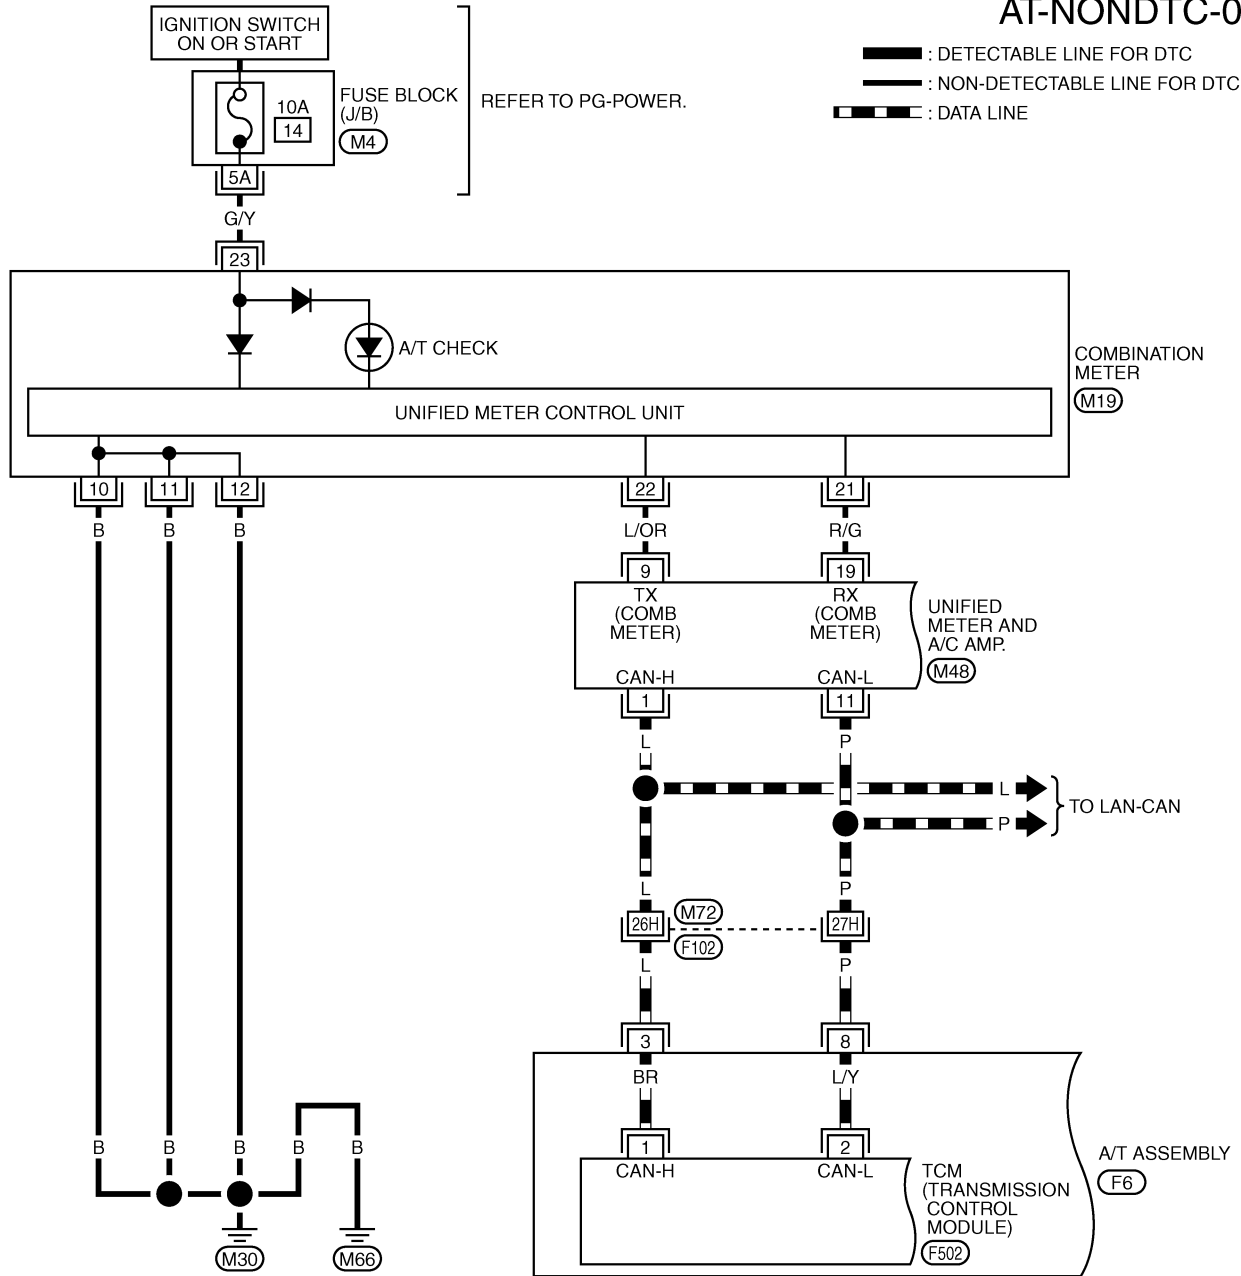 AT-NONDTC-0
IGNITION SWITCH
ON OR START
: DETECTABLE LINE FOR DTC
: NON-DETECTABLE LINE FOR DTC
: DATA LINE
10A
14
FUSE BLOCK
(J/B)
M4
REFER TO PG-POWER.
5A
G/Y
23
A/T CHECK
COMBINATION
METER
M19
UNIFIED METER CONTROL UNIT
10 11 12 22 21
B B B L/OR R/G
9 19
TX
(COMB
METER)
RX
(COMB
METER)
UNIFIED
METER AND
A/C AMP.
M48
CAN-H CAN-L
1 11
L P
L
P
TO LAN-CAN
L P
26H
M72
F102
27H
L P
3 8
BR L/Y
B B B B B
1 2
CAN-H CAN-L
TCM
(TRANSMISSION
CONTROL
MODULE)
F502
A/T ASSEMBLY
F6
M30 M66